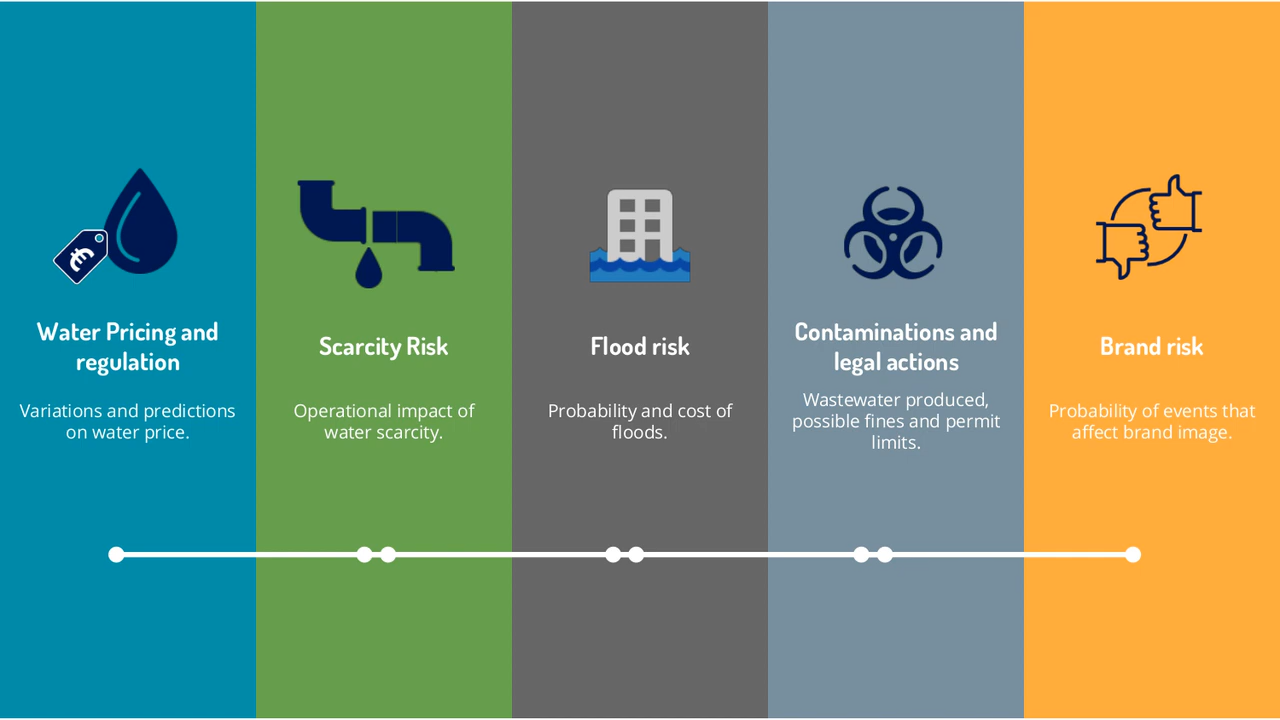 €
Water Pricing and
regulation
Variations and predictions
on water price.
Scarcity Risk
Operational impact of
water scarcity.
Flood risk
Probability and cost of
floods.
Contaminations and
legal actions
Wastewater produced,
possible fines and permit
limits.
Brand risk
Probability of events that
affect brand image.